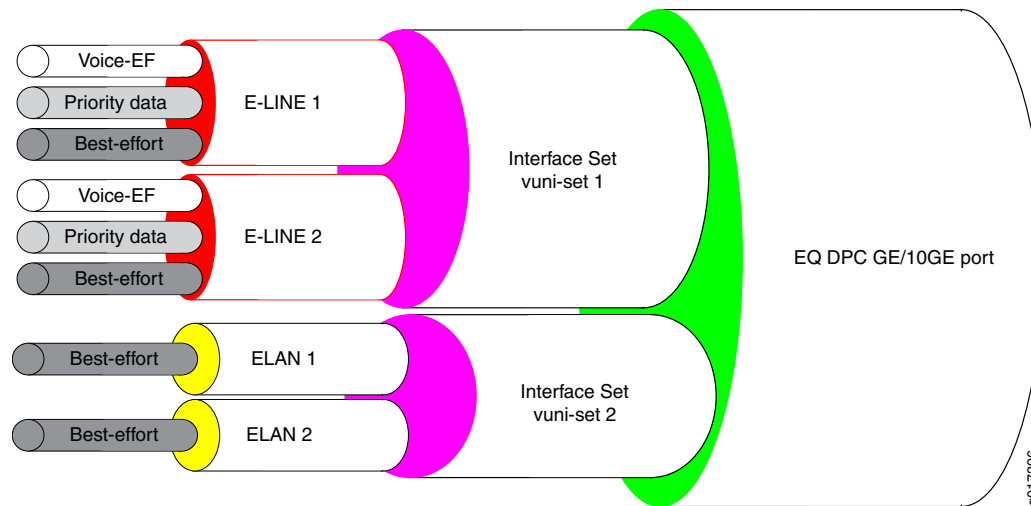 Voice-EF
Priority data
Best-effort
E-LINE 1
Voice-EF
Priority data
Best-effort
E-LINE 2
Interface Set
vuni-set 1
Best-effort
ELAN 1
Best-effort
ELAN 2
Interface Set
vuni-set 2
EQ DPC GE/10GE port